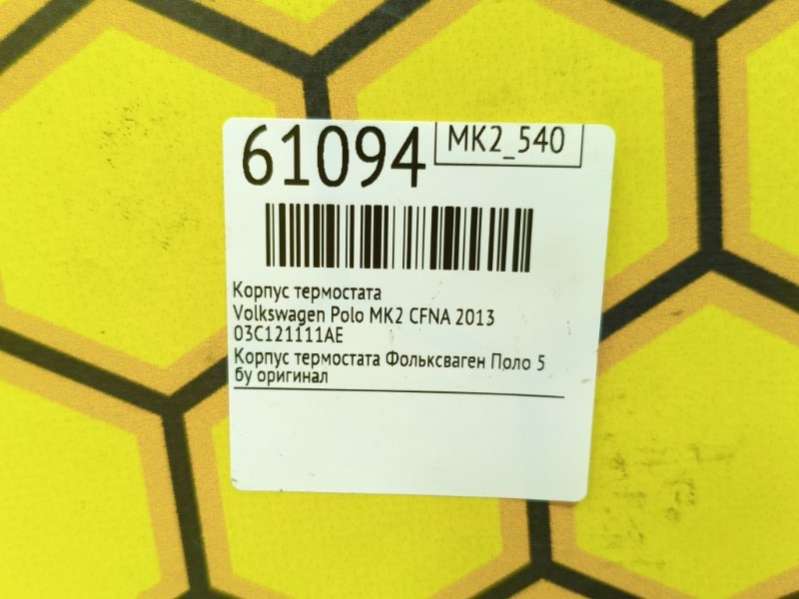 61094
MK2_540
Корпус термостата
Volkswagen Polo MK2 CFNA 2013
03C121111AE
Корпус термостата Фольксваген Поло 5
бу оригинал